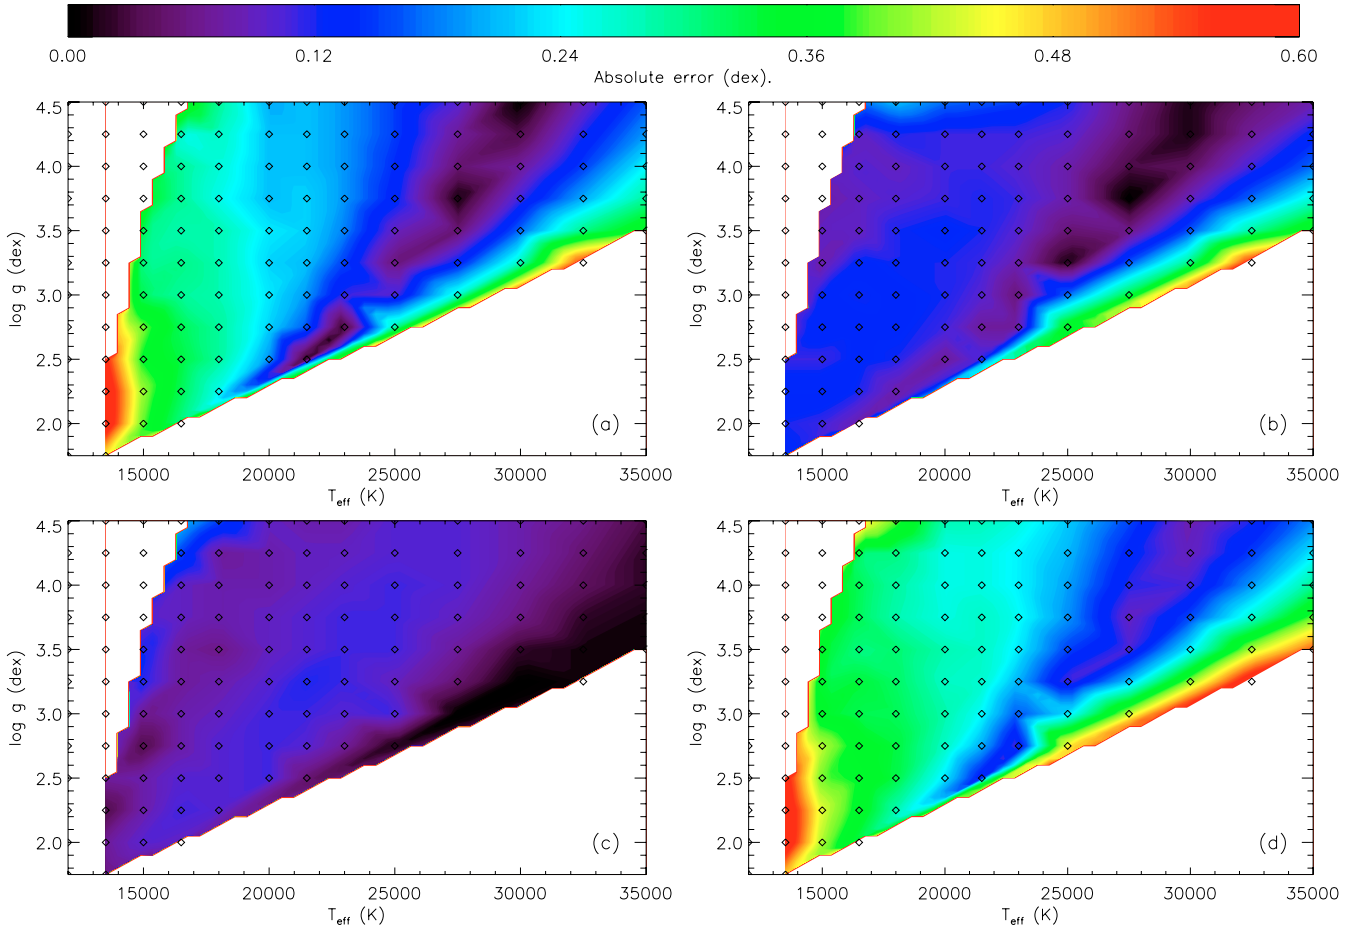 0.00 0.12 0.24 0.36 0.48 0.60
Absolute error (dex).
4.5
4.0
3.5
3.0
2.5
2.0
log g (dex)
(a)
15000 20000 25000 30000 35000
Teff (K)
4.5
4.0
3.5
3.0
2.5
2.0
log g (dex)
(b)
15000 20000 25000 30000 35000
Teff (K)
4.5
4.0
3.5
3.0
2.5
2.0
log g (dex)
(c)
15000 20000 25000 30000 35000
Teff (K)
4.5
4.0
3.5
3.0
2.5
2.0
log g (dex)
(d)
15000 20000 25000 30000 35000
Teff (K)